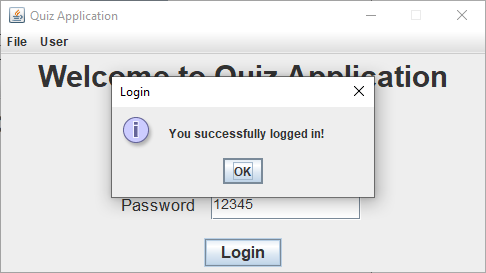 Quiz Application
File User
Welcome to Quiz Application
Login
You successfully logged in!
OK
Password 12345
Login